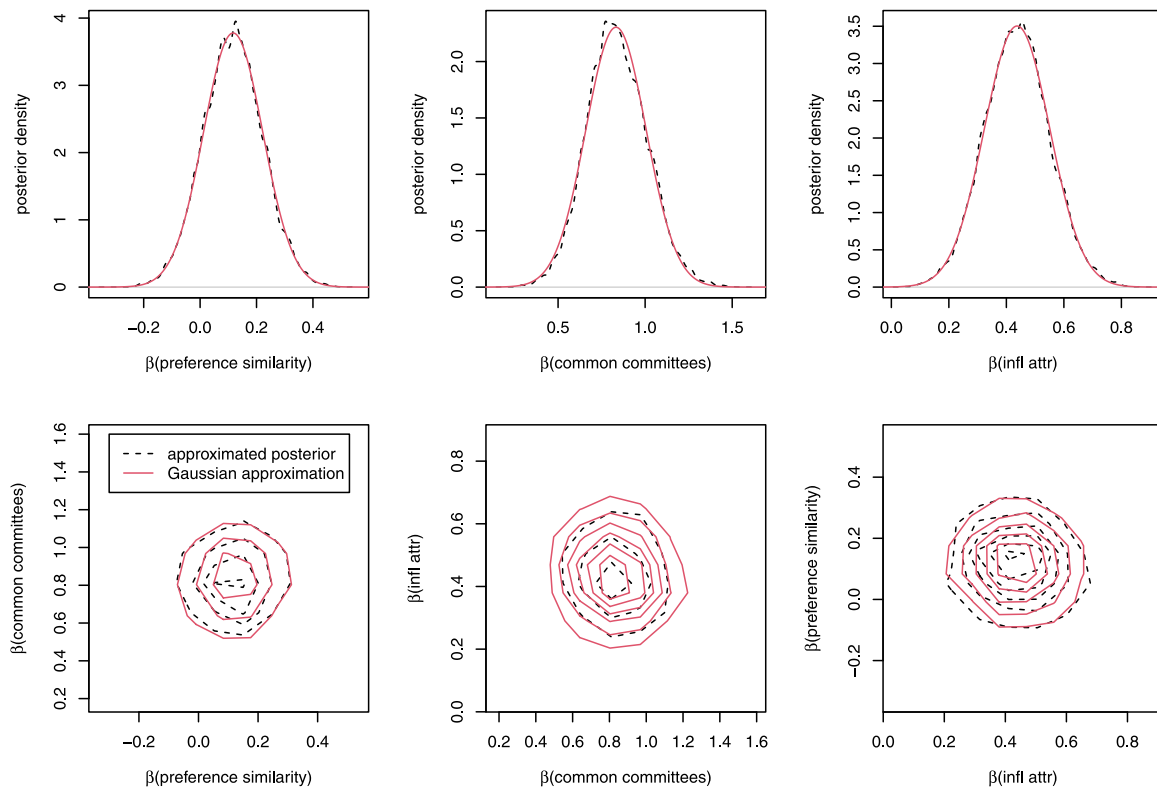 posterior density
0 1 2 3 4
−0.2 0.0 0.2 0.4
β(preference similarity)
posterior density
0.0 0.5 1.0 1.5 2.0
0.5 1.0 1.5
β(common committees)
posterior density
0.0 0.5 1.0 1.5 2.0 2.5 3.0 3.5
0.0 0.2 0.4 0.6 0.8
β(infl attr)
β(common committees)
0.2 0.4 0.6 0.8 1.0 1.2 1.4 1.6
approximated posterior
Gaussian approximation
−0.2 0.0 0.2 0.4
β(preference similarity)
β(infl attr)
0.0 0.2 0.4 0.6 0.8
0.2 0.4 0.6 0.8 1.0 1.2 1.4 1.6
β(common committees)
β(preference similarity)
−0.2 0.0 0.2 0.4
0.0 0.2 0.4 0.6 0.8
β(infl attr)